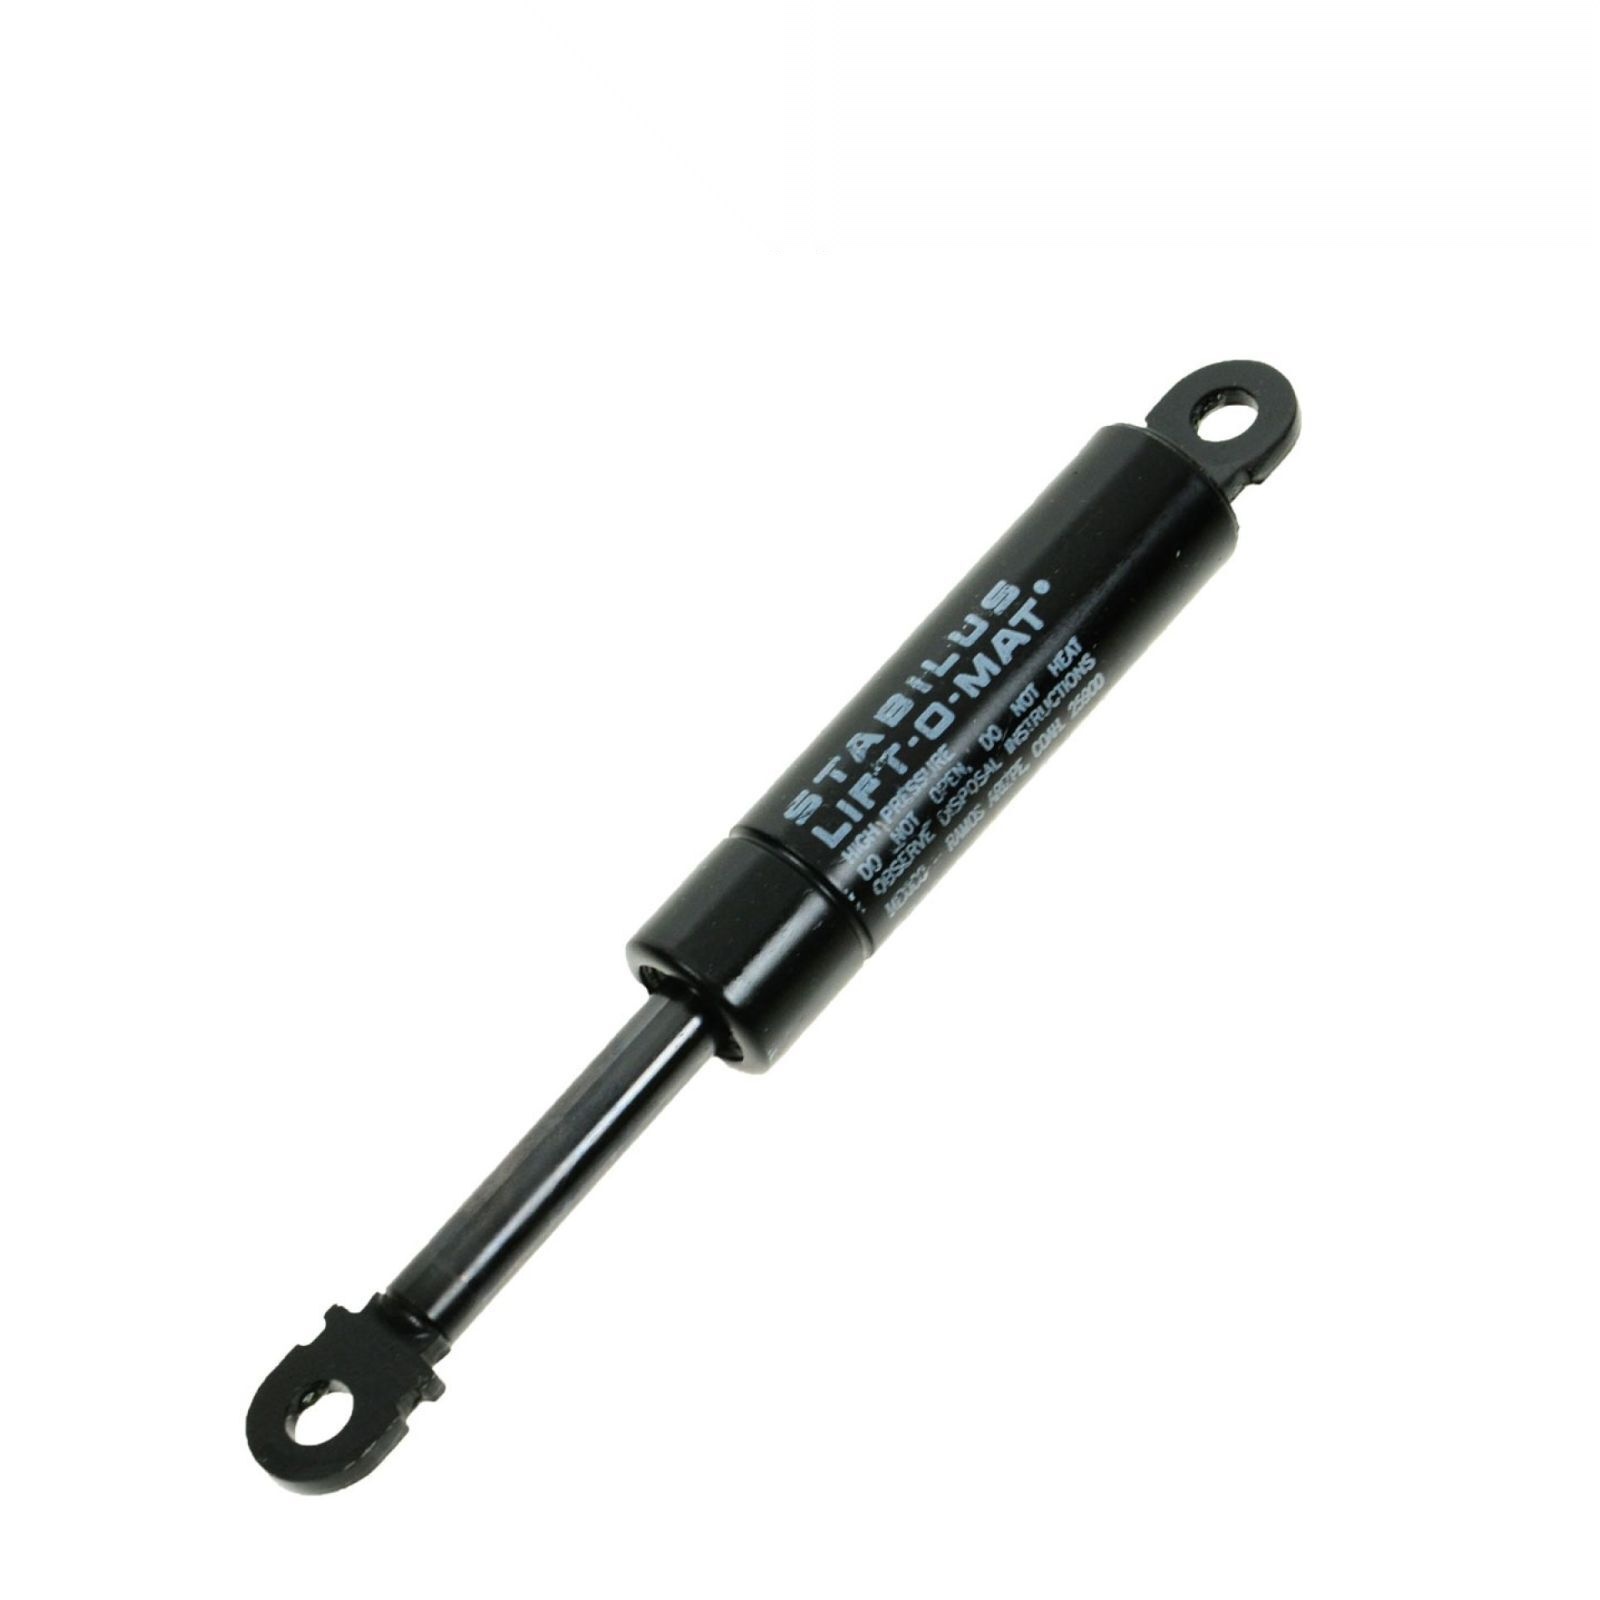 STABILUS
LIFT-O-MAT
HIGH PRESSURE
DO NOT OPEN, DO NOT HEAT
OBSERVE DISPOSAL INSTRUCTIONS
MEXICO - RAMOS ARIZPE, COAH. 25900